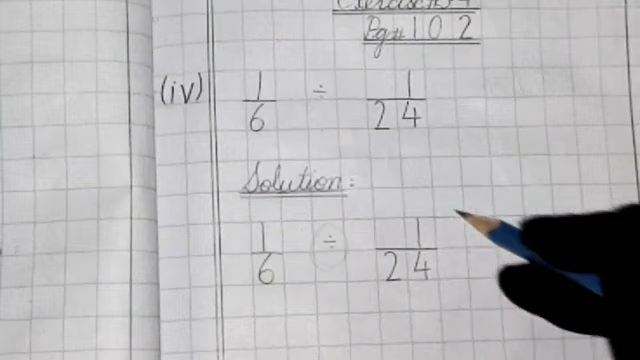 Pg# 102
(iv) 1/6 ÷ 1/24
Solution:
1/6 ÷ 1/24